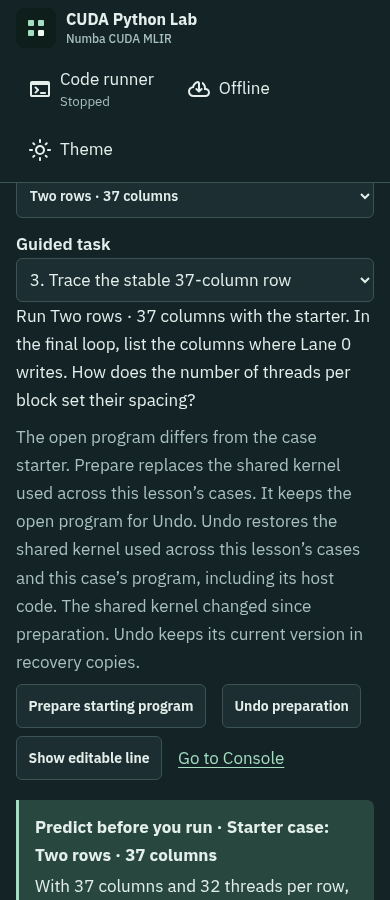 CUDA Python Lab
Numba CUDA MLIR
Code runner
Stopped
Offline
Theme
Two rows · 37 columns
Guided task
3. Trace the stable 37-column row
Run Two rows · 37 columns with the starter. In
the final loop, list the columns where Lane 0
writes. How does the number of threads per
block set their spacing?
The open program differs from the case
starter. Prepare replaces the shared kernel
used across this lesson’s cases. It keeps the
open program for Undo. Undo restores the
shared kernel used across this lesson’s cases
and this case’s program, including its host
code. The shared kernel changed since
preparation. Undo keeps its current version in
recovery copies.
Prepare starting program
Undo preparation
Show editable line
Go to Console
Predict before you run · Starter case:
Two rows · 37 columns
With 37 columns and 32 threads per row,